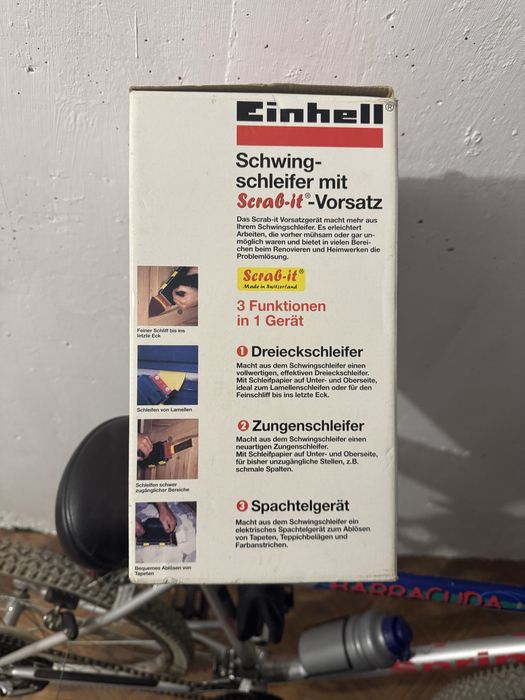 Einhell®
Schwing-
schleifer mit
Scrab-it®-Vorsatz
Das Scrab-it Vorsatzgerät macht mehr aus
Ihrem Schwingschleifer. Es erleichtert
Arbeiten, die vorher mühsam oder gar un-
möglich waren und bietet in vielen Berei-
chen beim Renovieren und Heimwerken die
Problemlösung.
Scrab-it®
Made in Switzerland
3 Funktionen
in 1 Gerät
Feiner Schliff bis ins
letzte Eck
1 Dreieckschleifer
Macht aus dem Schwingschleifer einen
vollwertigen, effektiven Dreieckschleifer.
Mit Schleifpapier auf Unter- und Oberseite,
ideal zum Lamellenschleifen oder für den
Feinschliff bis ins letzte Eck.
Schleifen von Lamellen
2 Zungenschleifer
Macht aus dem Schwingschleifer einen
neuartigen Zungenschleifer.
Mit Schleifpapier auf Unter- und Oberseite,
für bisher unzugängliche Stellen, z.B.
schmale Spalten.
Schleifen schwer
zugänglicher Bereiche
3 Spachtelgerät
Macht aus dem Schwingschleifer ein
elektrisches Spachtelgerät zum Ablösen
von Tapeten, Teppichbelägen und
Farbanstrichen.
Bequemes Ablösen von
Tapeten
BARRACUDA
Sprin